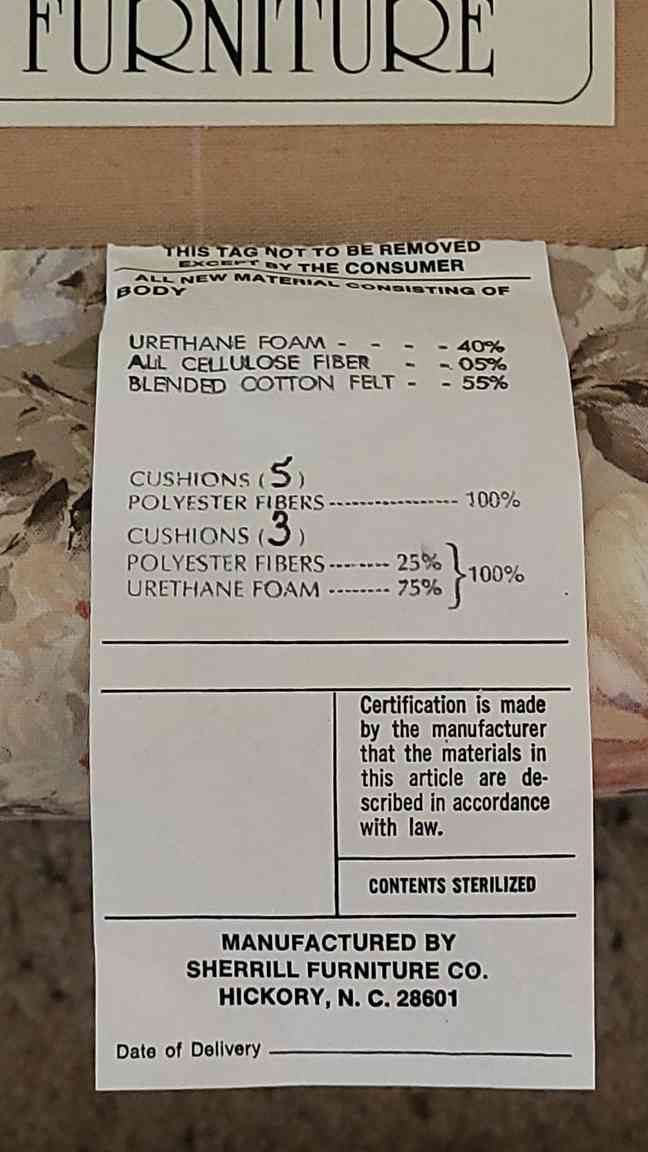 FURNITURE
THIS TAG NOT TO BE REMOVED
EXCEPT BY THE CONSUMER
ALL NEW MATERIAL CONSISTING OF
BODY
URETHANE FOAM - - - - 40%
ALL CELLULOSE FIBER - - 05%
BLENDED COTTON FELT - - 55%
CUSHIONS (5)
POLYESTER FIBERS ----------------- 100%
CUSHIONS (3)
POLYESTER FIBERS -------- 25%
URETHANE FOAM -------- 75% } 100%
Certification is made
by the manufacturer
that the materials in
this article are de-
scribed in accordance
with law.
CONTENTS STERILIZED
MANUFACTURED BY
SHERRILL FURNITURE CO.
HICKORY, N. C. 28601
Date of Delivery